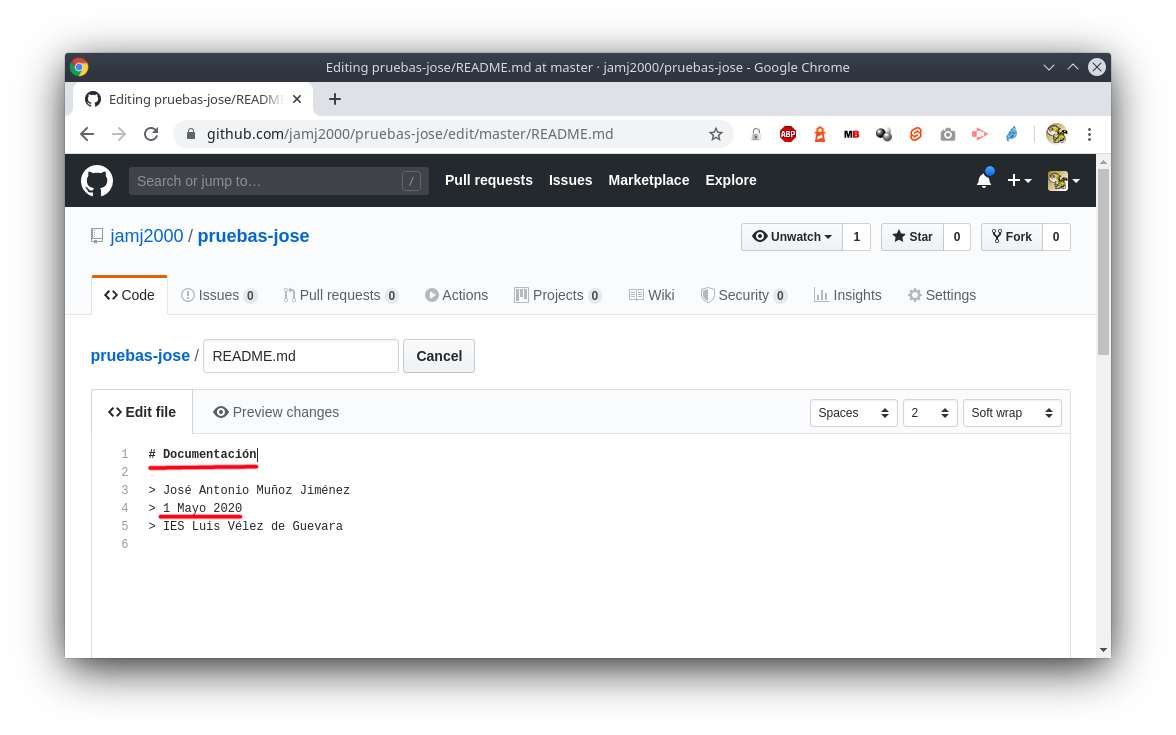 Editing pruebas-jose/README.md at master · jamj2000/pruebas-jose - Google Chrome
Editing pruebas-jose/READM
github.com/jamj2000/pruebas-jose/edit/master/README.md
ABP
MB
Search or jump to…
/
Pull requests
Issues
Marketplace
Explore
jamj2000 / pruebas-jose
Unwatch 1
Star 0
Fork 0
Code
Issues 0
Pull requests 0
Actions
Projects 0
Wiki
Security 0
Insights
Settings
pruebas-jose / README.md
Cancel
Edit file
Preview changes
Spaces
2
Soft wrap
1 # Documentación
2
3 > José Antonio Muñoz Jiménez
4 > 1 Mayo 2020
5 > IES Luis Vélez de Guevara
6